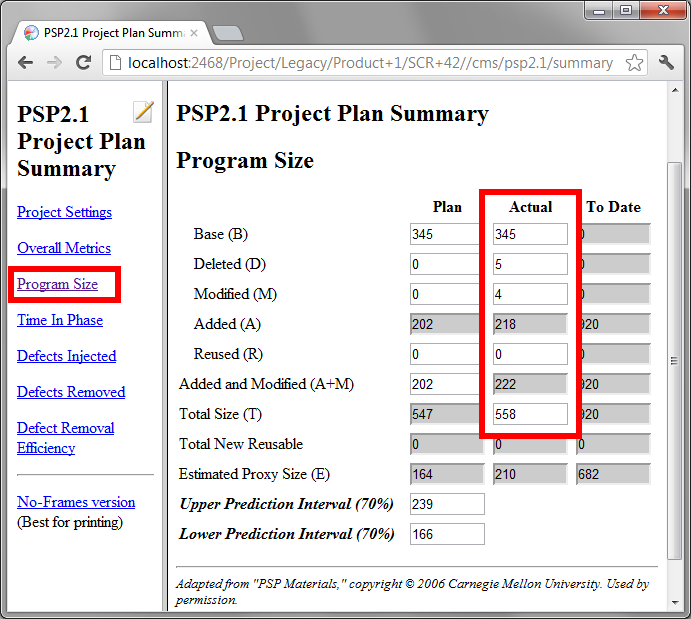 PSP2.1 Project Plan Summa
localhost:2468/Project/Legacy/Product+1/SCR+42//cms/psp2.1/summary
PSP2.1
Project Plan
Summary
Project Settings
Overall Metrics
Program Size
Time In Phase
Defects Injected
Defects Removed
Defect Removal
Efficiency
No-Frames version
(Best for printing)
PSP2.1 Project Plan Summary
Program Size
Plan Actual To Date
Base (B) 345 345 0
Deleted (D) 0 5 0
Modified (M) 0 4 0
Added (A) 202 218 920
Reused (R) 0 0 0
Added and Modified (A+M) 202 222 920
Total Size (T) 547 558 920
Total New Reusable 0 0 0
Estimated Proxy Size (E) 164 210 682
Upper Prediction Interval (70%) 239
Lower Prediction Interval (70%) 166
Adapted from "PSP Materials," copyright © 2006 Carnegie Mellon University. Used by
permission.